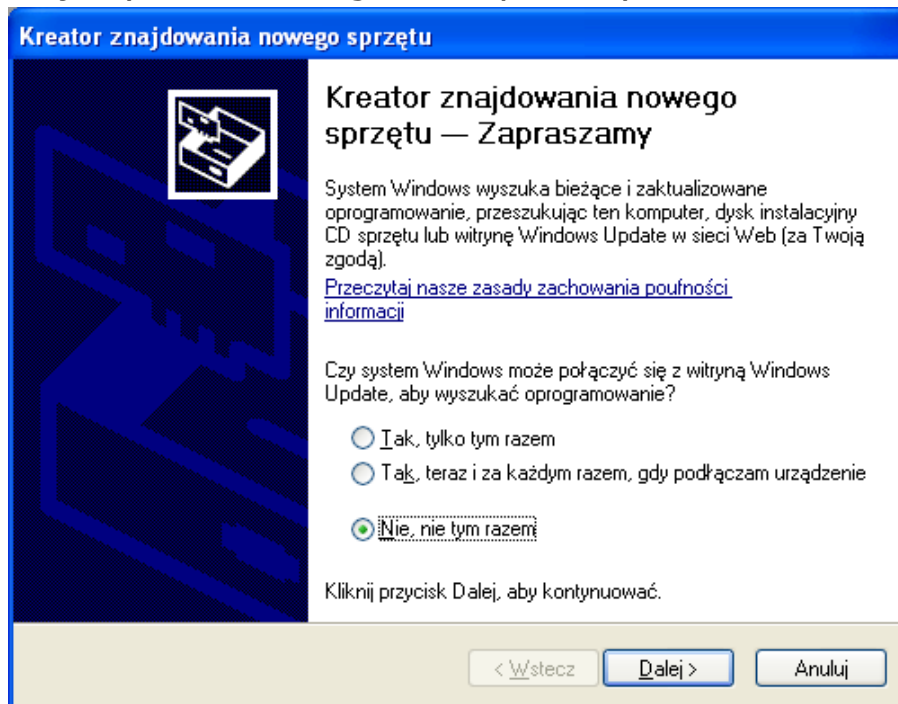 Kreator znajdowania nowego sprzętu
Kreator znajdowania nowego
sprzętu — Zapraszamy
System Windows wyszuka bieżące i zaktualizowane
oprogramowanie, przeszukując ten komputer, dysk instalacyjny
CD sprzętu lub witrynę Windows Update w sieci Web (za Twoją
zgodą).
Przeczytaj nasze zasady zachowania poufności
informacji
Czy system Windows może połączyć się z witryną Windows
Update, aby wyszukać oprogramowanie?
Tak, tylko tym razem
Tak, teraz i za każdym razem, gdy podłączam urządzenie
Nie, nie tym razem
Kliknij przycisk Dalej, aby kontynuować.
< Wstecz Dalej > Anuluj